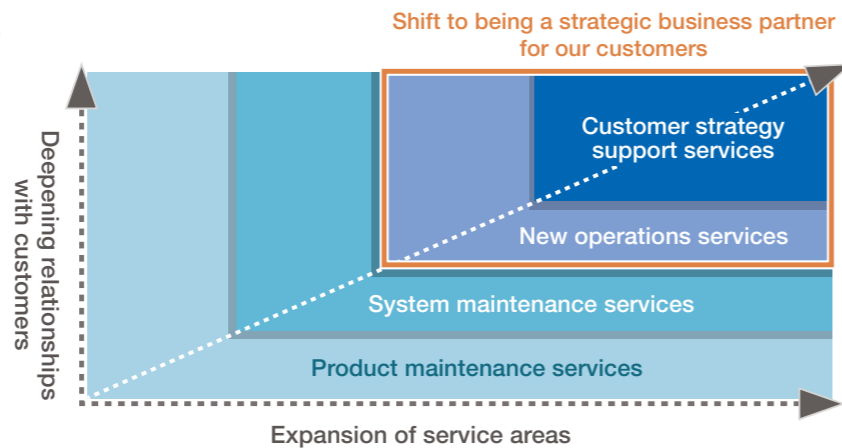 Shift to being a strategic business partner
for our customers
Deepening relationships
with customers
Customer strategy
support services
New operations services
System maintenance services
Product maintenance services
Expansion of service areas